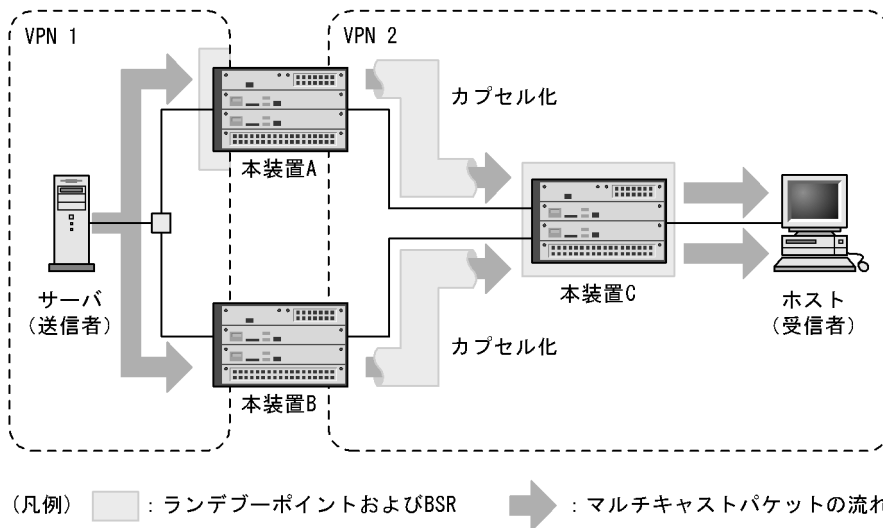 VPN 1
VPN 2
カプセル化
本装置A
サーバ
(送信者)
本装置C
ホスト
(受信者)
カプセル化
本装置B
(凡例)
：ランデブーポイントおよびBSR
：マルチキャストパケットの流れ